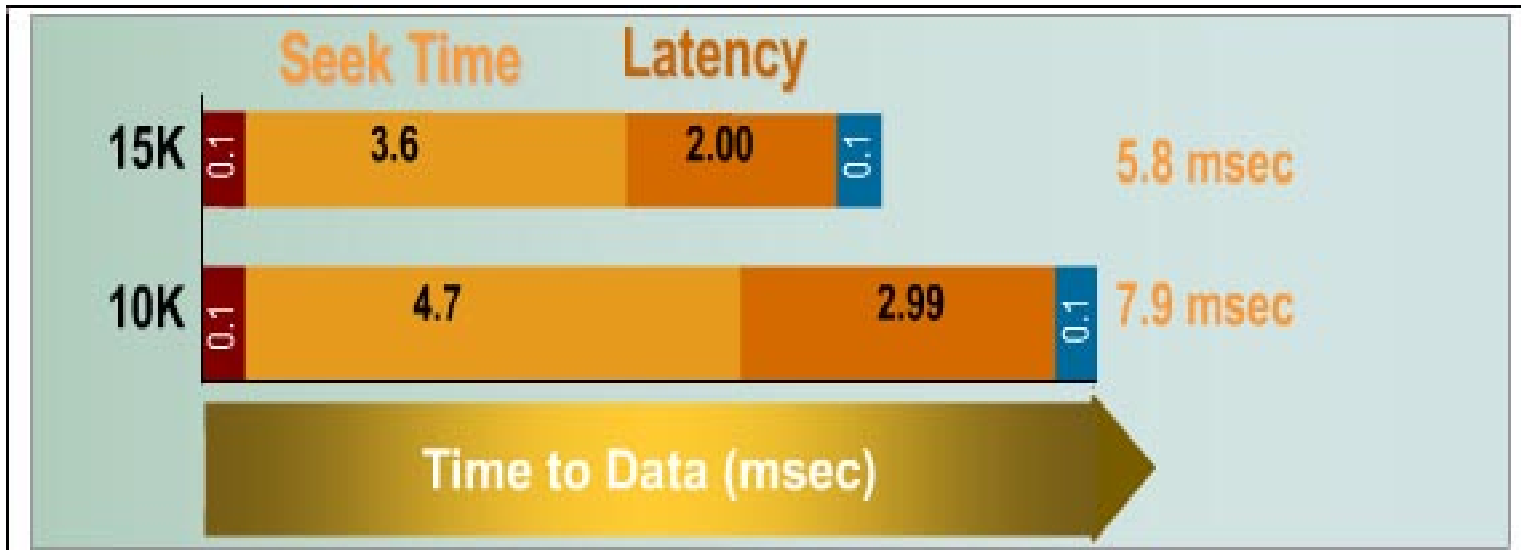 Seek Time Latency
15K 0.1 3.6 2.00 0.1 5.8 msec
10K 0.1 4.7 2.99 0.1 7.9 msec
Time to Data (msec)